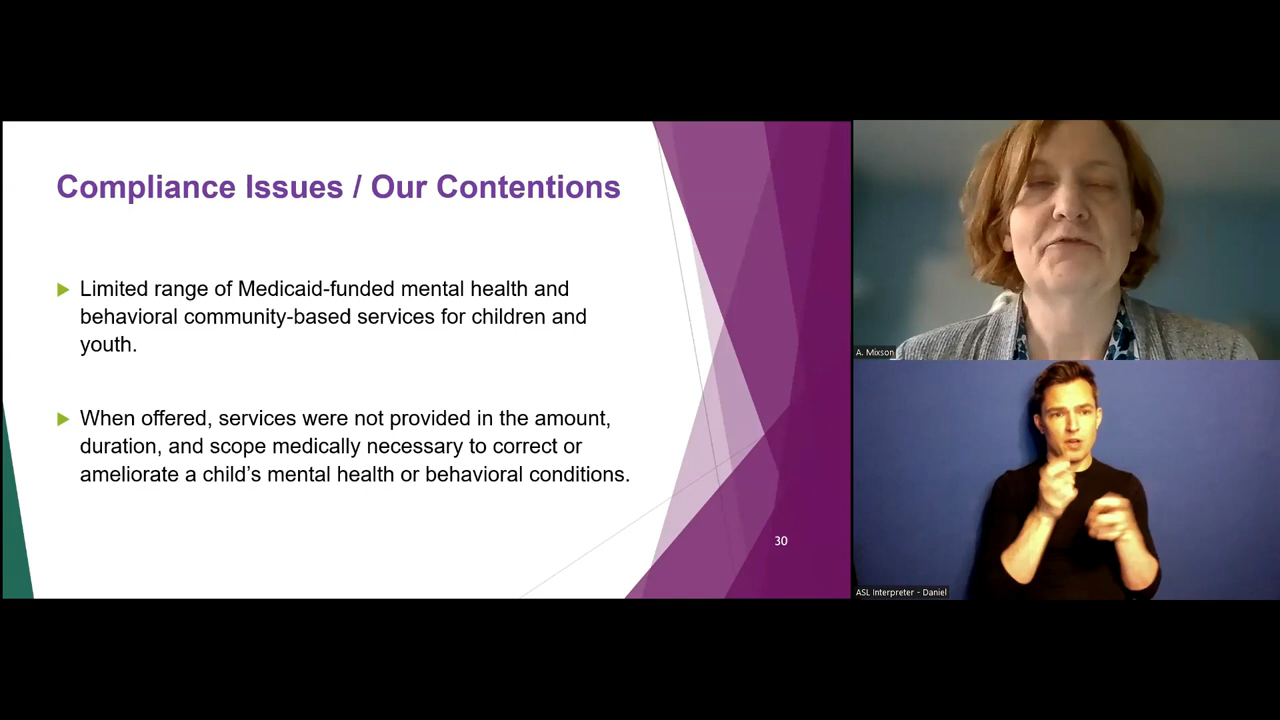 Compliance Issues / Our Contentions
Limited range of Medicaid-funded mental health and
behavioral community-based services for children and
youth.
When offered, services were not provided in the amount,
duration, and scope medically necessary to correct or
ameliorate a child’s mental health or behavioral conditions.
30
A. Mixson
ASL Interpreter - Daniel